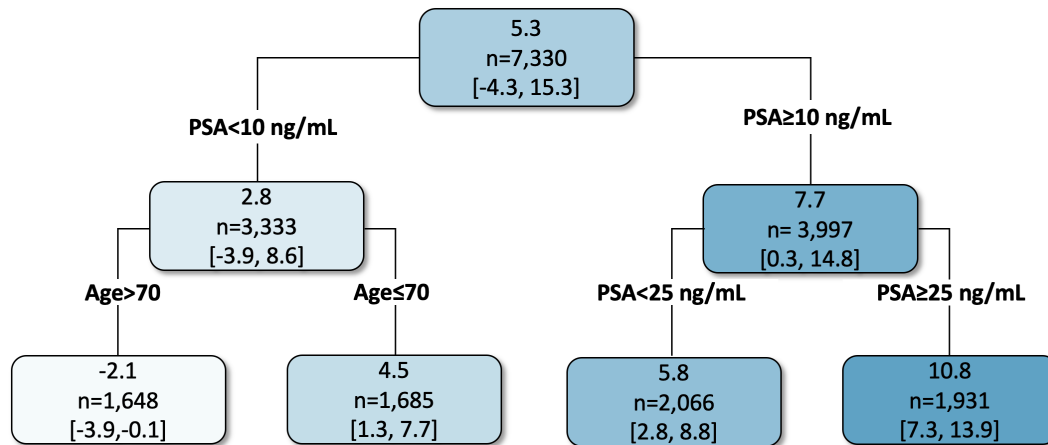 5.3
n=7,330
[-4.3, 15.3]
PSA<10 ng/mL
PSA≥10 ng/mL
2.8
n=3,333
[-3.9, 8.6]
7.7
n= 3,997
[0.3, 14.8]
Age>70
Age≤70
PSA<25 ng/mL
PSA≥25 ng/mL
-2.1
n=1,648
[-3.9,-0.1]
4.5
n=1,685
[1.3, 7.7]
5.8
n=2,066
[2.8, 8.8]
10.8
n=1,931
[7.3, 13.9]